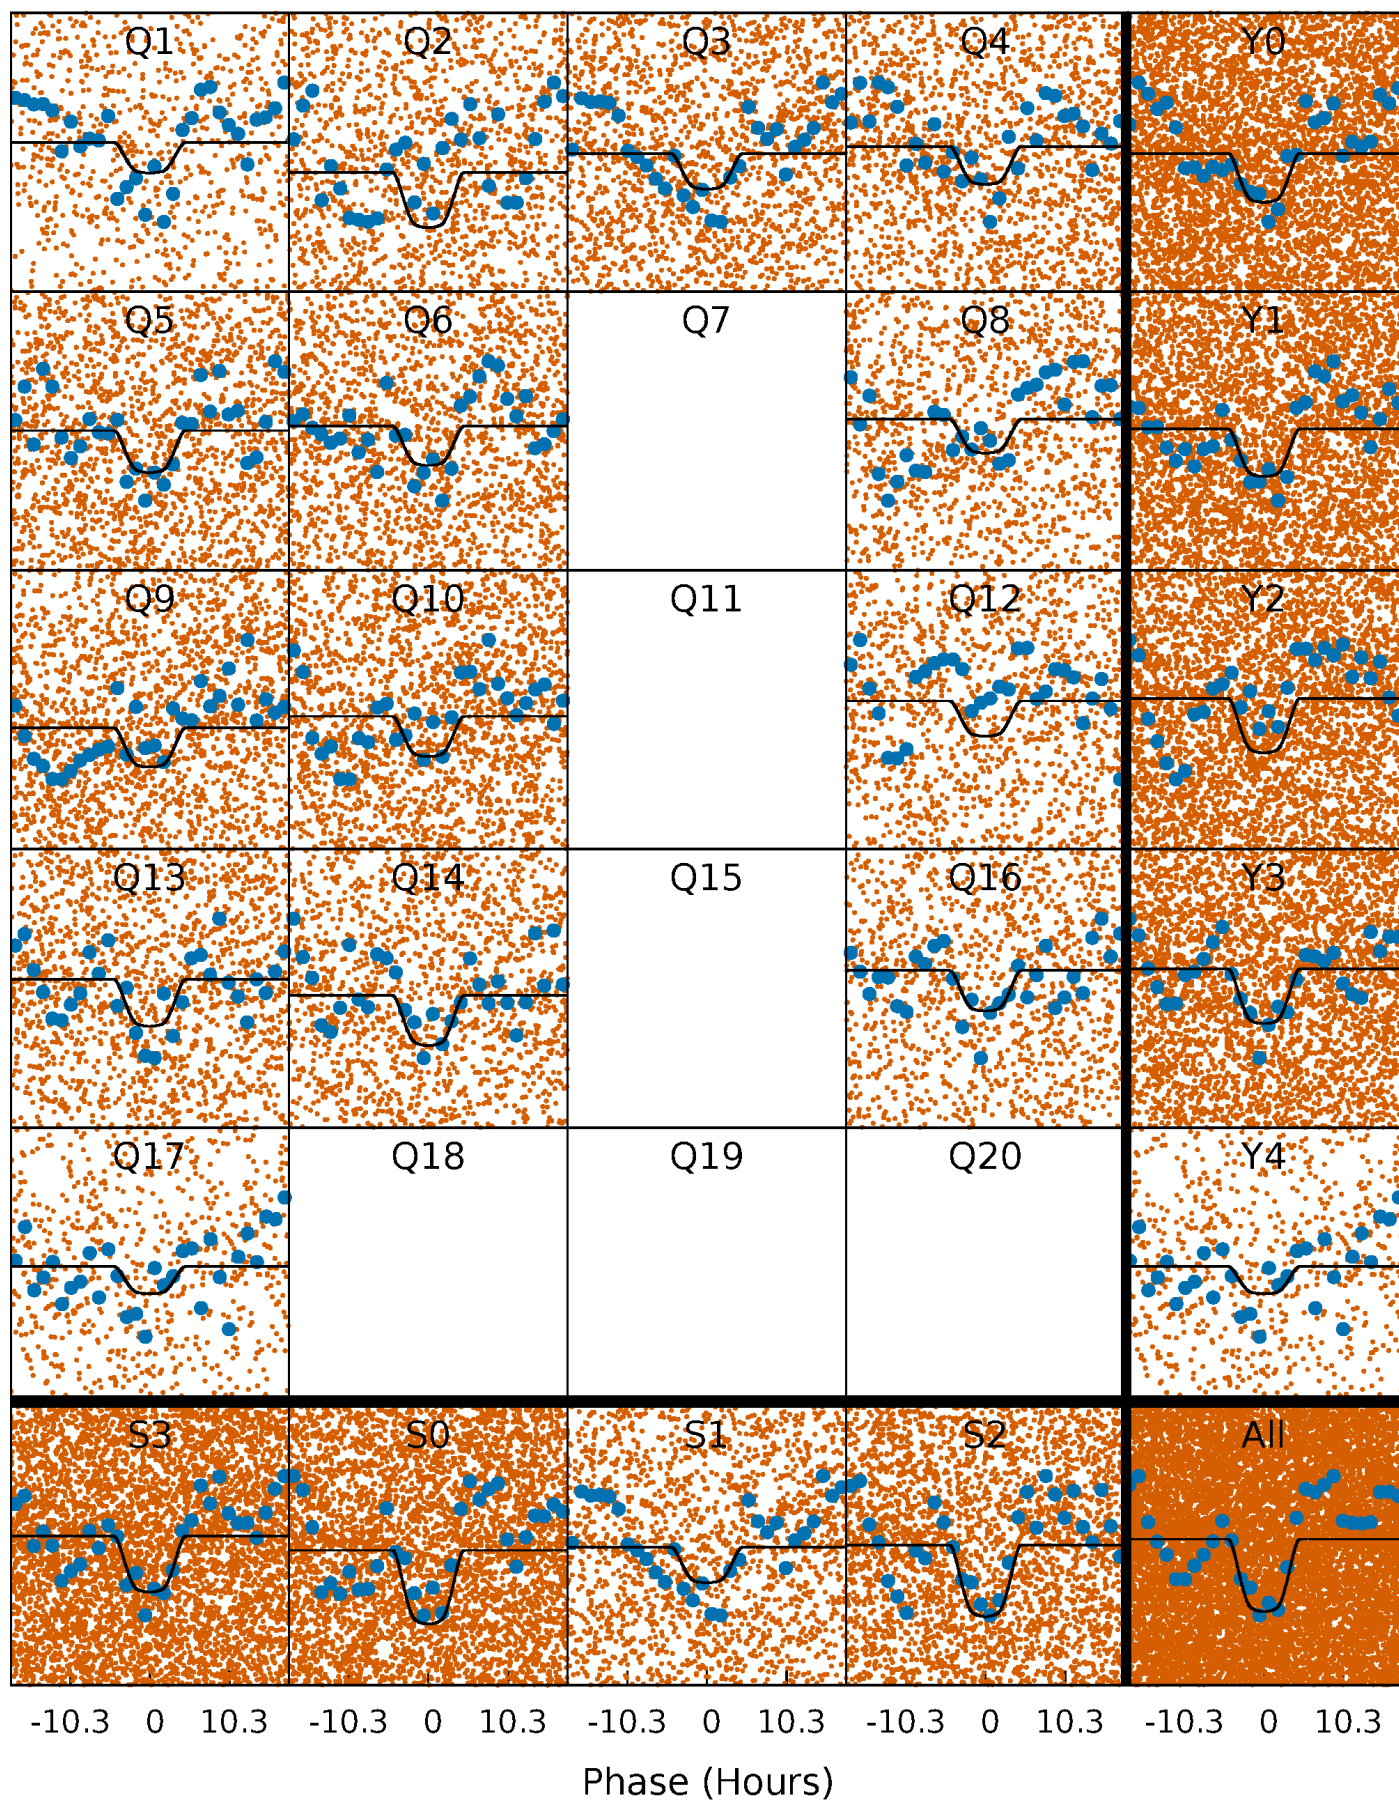 Q1 Q2 Q3 Q4 Y0
Q5 Q6 Q7 Q8 Y1
Q9 Q10 Q11 Q12 Y2
Q13 Q14 Q15 Q16 Y3
Q17 Q18 Q19 Q20 Y4
S3 S0 S1 S2 All
-10.3 0 10.3 -10.3 0 10.3 -10.3 0 10.3 -10.3 0 10.3 -10.3 0 10.3
Phase (Hours)